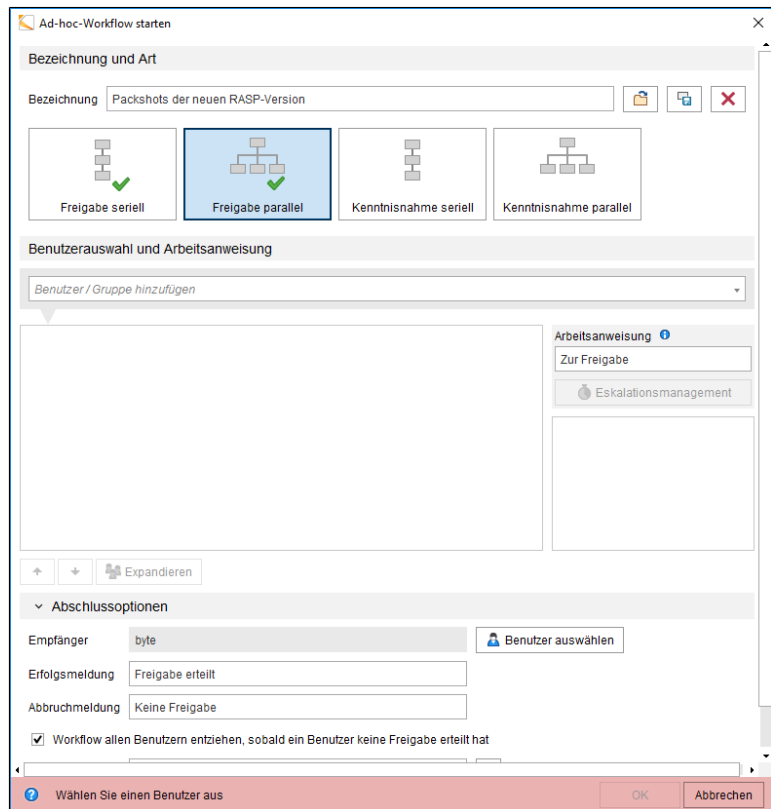 Ad-hoc-Workflow starten
Bezeichnung und Art
Bezeichnung Packshots der neuen RASP-Version
Freigabe seriell Freigabe parallel Kenntnisnahme seriell Kenntnisnahme parallel
Benutzerauswahl und Arbeitsanweisung
Benutzer / Gruppe hinzufügen
Arbeitsanweisung
Zur Freigabe
Eskalationsmanagement
Expandieren
Abschlussoptionen
Empfänger byte Benutzer auswählen
Erfolgsmeldung Freigabe erteilt
Abbruchmeldung Keine Freigabe
Workflow allen Benutzern entziehen, sobald ein Benutzer keine Freigabe erteilt hat
Wählen Sie einen Benutzer aus OK Abbrechen